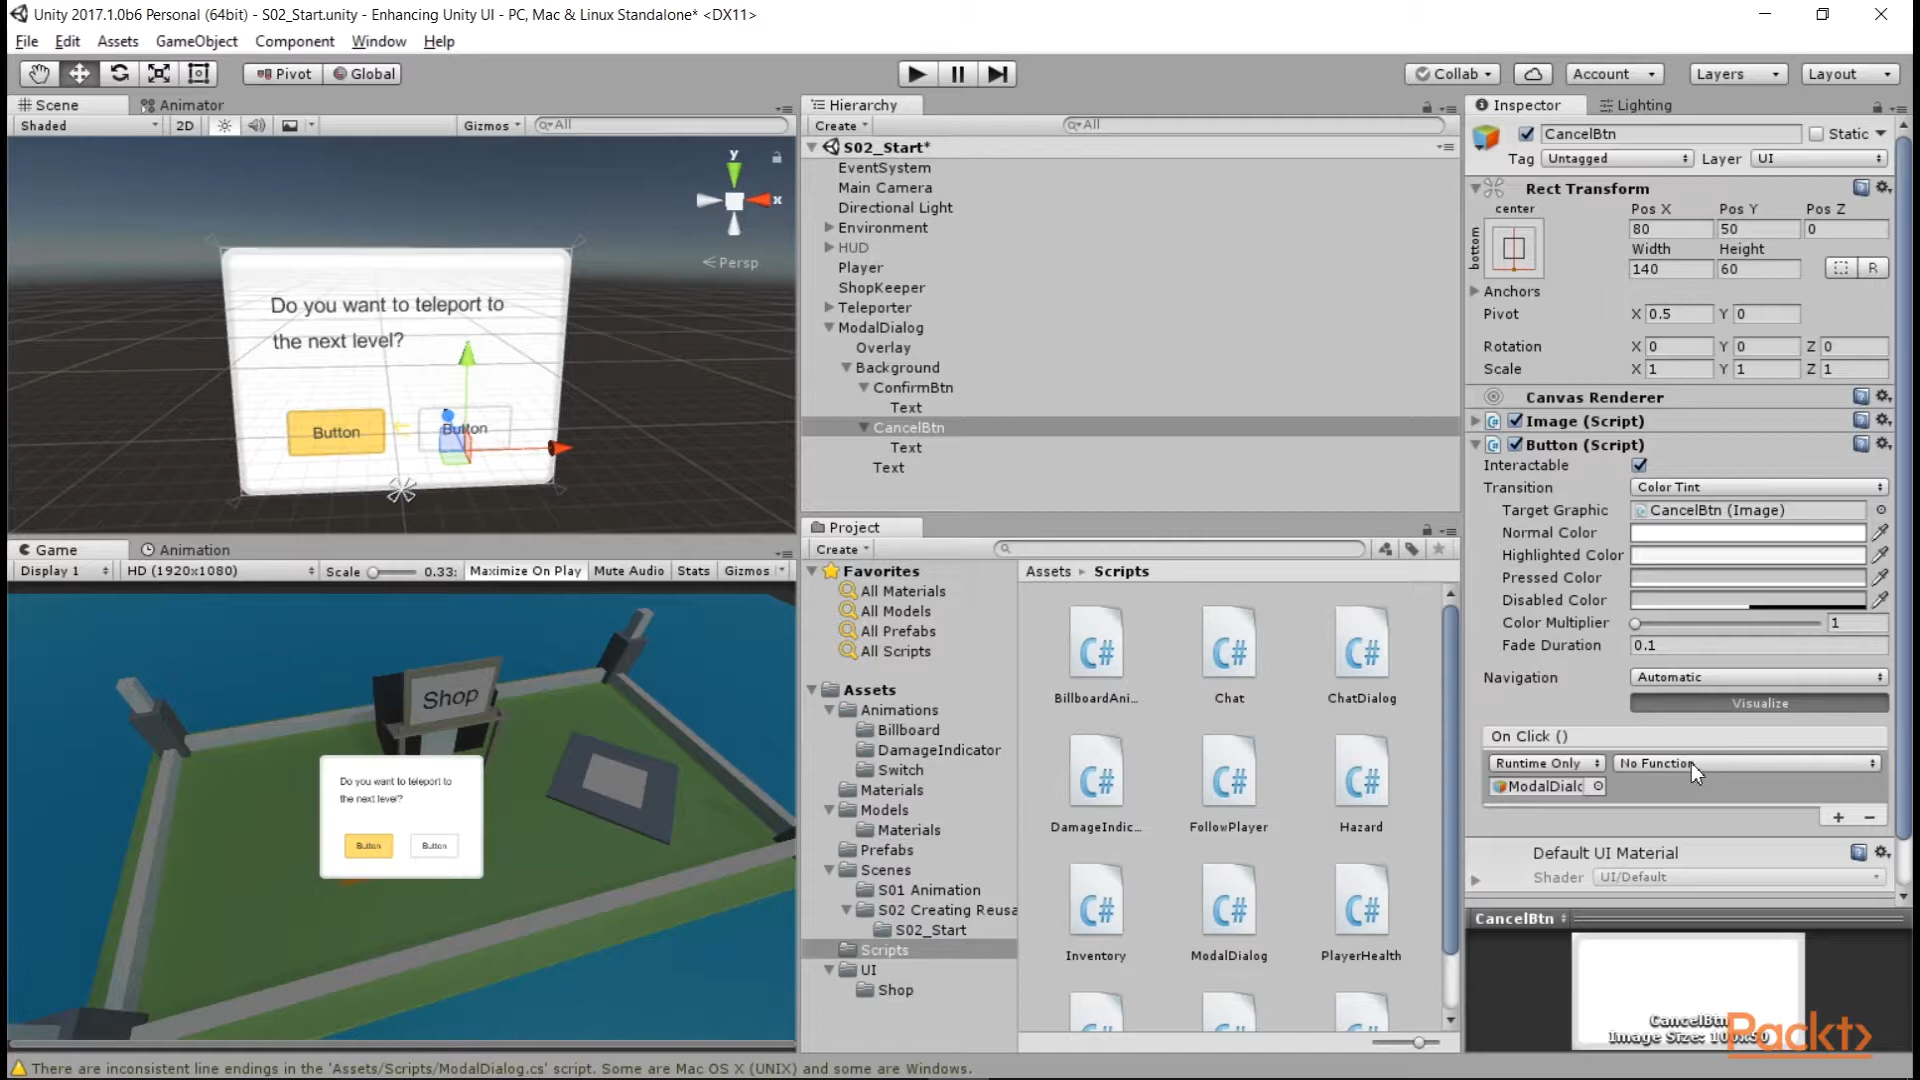 Unity 2017.1.0b6 Personal (64bit) - S02_Start.unity - Enhancing Unity UI - PC, Mac & Linux Standalone* <DX11>
File Edit Assets GameObject Component Window Help
Pivot Global Collab Account Layers Layout
Scene Animator
Shaded 2D Gizmos All
y
x
Persp
Do you want to teleport to
the next level?
Button Button
Game Animation
Display 1 HD (1920x1080) Scale 0.33: Maximize On Play Mute Audio Stats Gizmos
Shop
Do you want to teleport to
the next level?
Button Button
Hierarchy
Create All
S02_Start*
EventSystem
Main Camera
Directional Light
Environment
HUD
Player
ShopKeeper
Teleporter
ModalDialog
Overlay
Background
ConfirmBtn
Text
CancelBtn
Text
Text
Project
Create
Favorites
All Materials
All Models
All Prefabs
All Scripts
Assets
Animations
Billboard
DamageIndicator
Switch
Materials
Models
Materials
Prefabs
Scenes
S01 Animation
S02 Creating Reusa
S02_Start
Scripts
UI
Shop
Assets Scripts
C# C# C#
BillboardAni... Chat ChatDialog
C# C# C#
DamageIndic... FollowPlayer Hazard
C# C# C#
Inventory ModalDialog PlayerHealth
Inspector Lighting
CancelBtn Static
Tag Untagged Layer UI
Rect Transform
center Pos X Pos Y Pos Z
bottom 80 50 0
Width Height
140 60 R
Anchors
Pivot X 0.5 Y 0
Rotation X 0 Y 0 Z 0
Scale X 1 Y 1 Z 1
Canvas Renderer
Image (Script)
Button (Script)
Interactable
Transition Color Tint
Target Graphic CancelBtn (Image)
Normal Color
Highlighted Color
Pressed Color
Disabled Color
Color Multiplier 1
Fade Duration 0.1
Navigation Automatic
Visualize
On Click ()
Runtime Only No Function
ModalDialo
+ -
Default UI Material
Shader UI/Default
CancelBtn
CancelBtn
Image Size: 100x50
Packt>
There are inconsistent line endings in the 'Assets/Scripts/ModalDialog.cs' script. Some are Mac OS X (UNIX) and some are Windows.